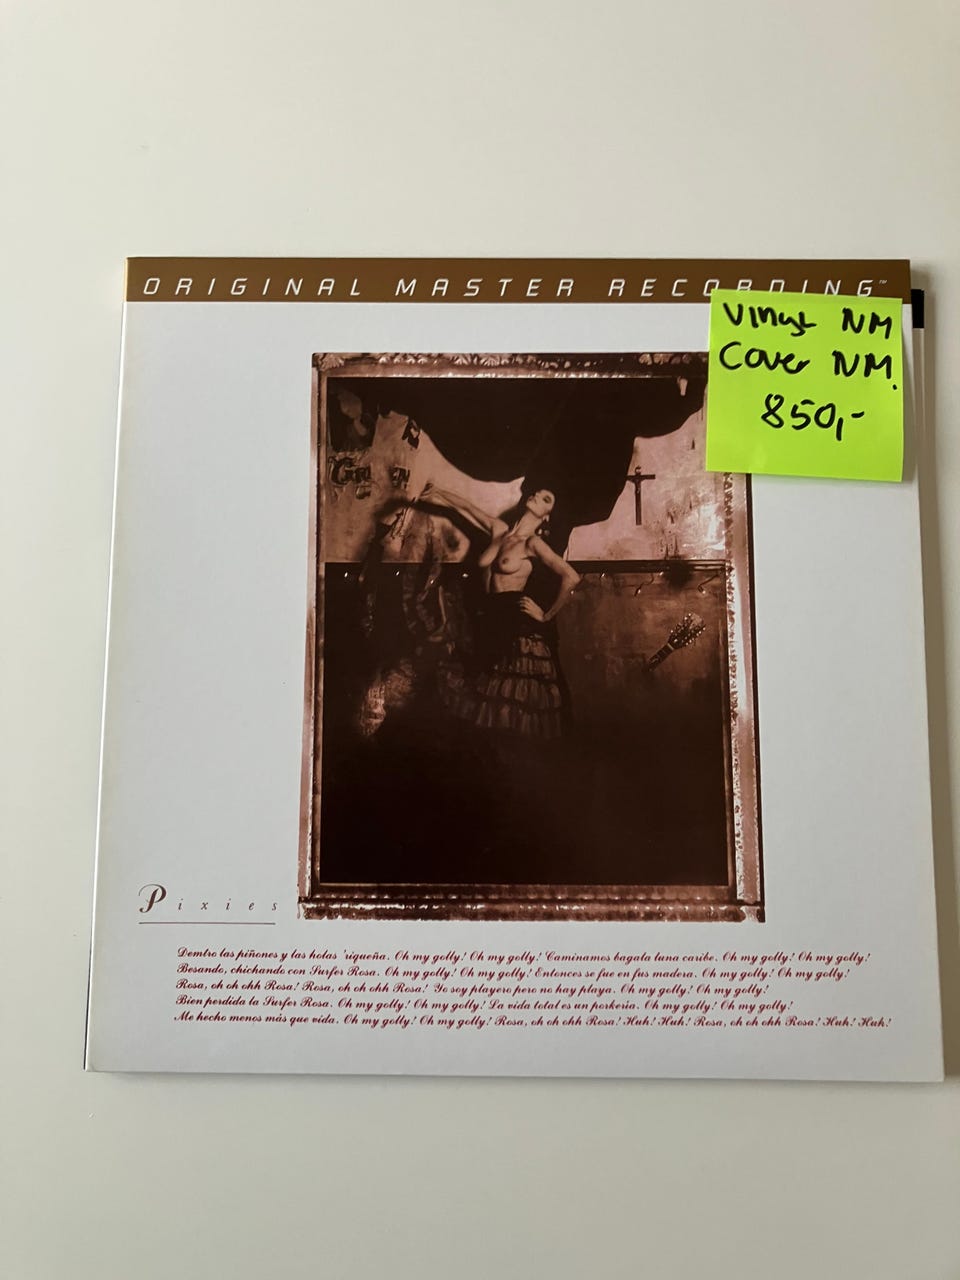 ORIGINAL MASTER RECORDING™
Vinyl NM
Cover NM.
850,-
Pixies
Demtro las piñones y las holas 'riqueña. Oh my golly! Oh my golly! Caminamos bagata luna caribe. Oh my golly! Oh my golly!
Besando, chichando con Surfer Rosa. Oh my golly! Oh my golly! Entonces se fue en fus madera. Oh my golly! Oh my golly!
Rosa, oh oh ohh Rosa! Rosa, oh oh ohh Rosa! Yo soy playero pero no hay playa. Oh my golly! Oh my golly!
Bien perdida la Surfer Rosa. Oh my golly! Oh my golly! La vida total es un porkeria. Oh my golly! Oh my golly!
Me hecho menos más que vida. Oh my golly! Oh my golly! Rosa, oh oh ohh Rosa! Huh! Huh! Rosa, oh oh ohh Rosa! Huh! Huh!